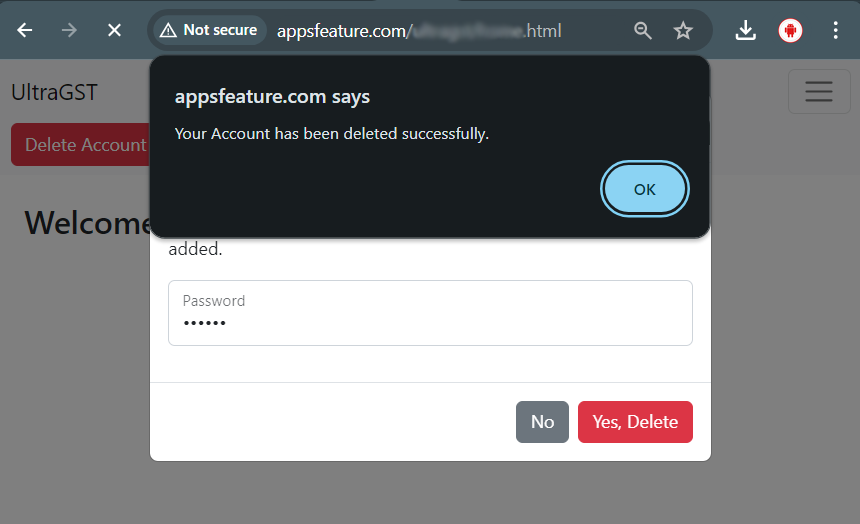 Not secure appsfeature.com/ .html
UltraGST
appsfeature.com says
Your Account has been deleted successfully.
OK
Delete Account
Welcome
added.
Password
No Yes, Delete